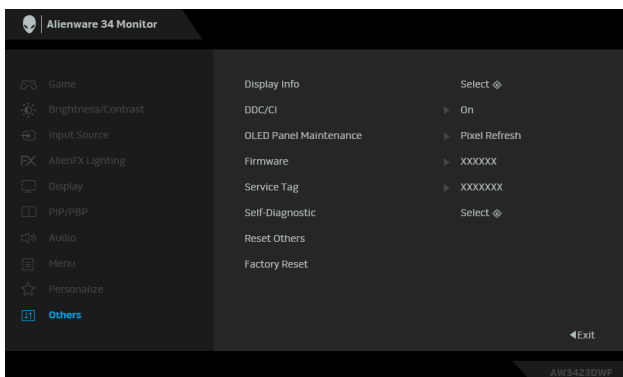 Alienware 34 Monitor
Game
Brightness/Contrast
Input Source
AlienFX Lighting
Display
PIP/PBP
Audio
Menu
Personalize
Others
Display Info Select
DDC/CI On
OLED Panel Maintenance Pixel Refresh
Firmware XXXXXX
Service Tag XXXXXXX
Self-Diagnostic Select
Reset Others
Factory Reset
Exit
AW3423DWF